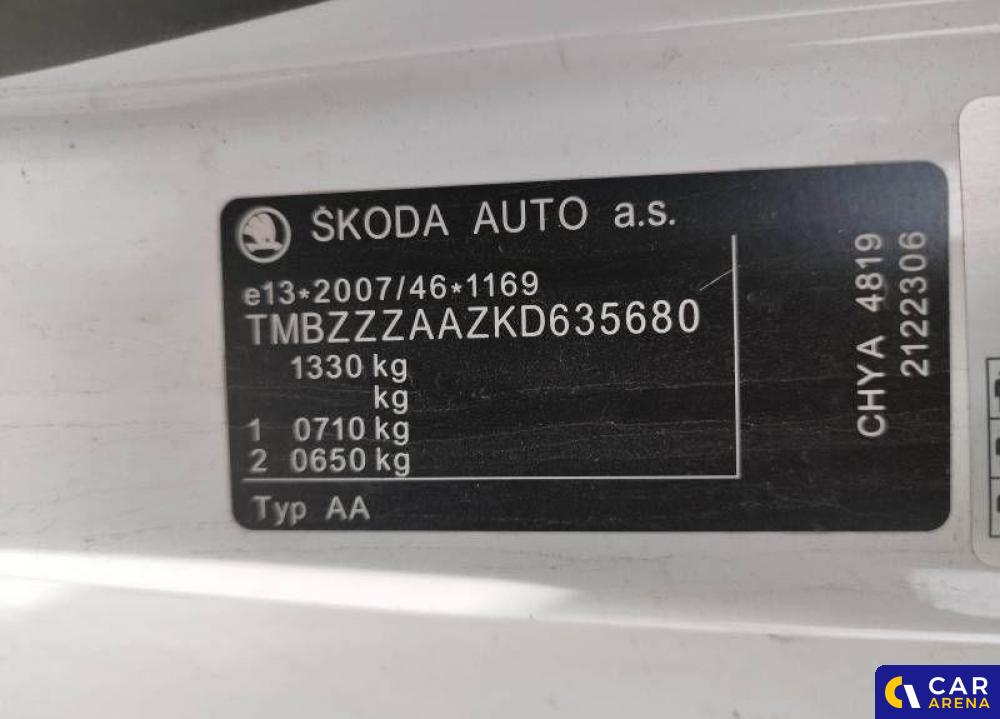 ŠKODA AUTO a.s.
e13*2007/46*1169
TMBZZZAAZKD635680
1330 kg
kg
1 0710 kg
2 0650 kg
Typ AA
CHYA 4819
2122306
CAR
ARENA